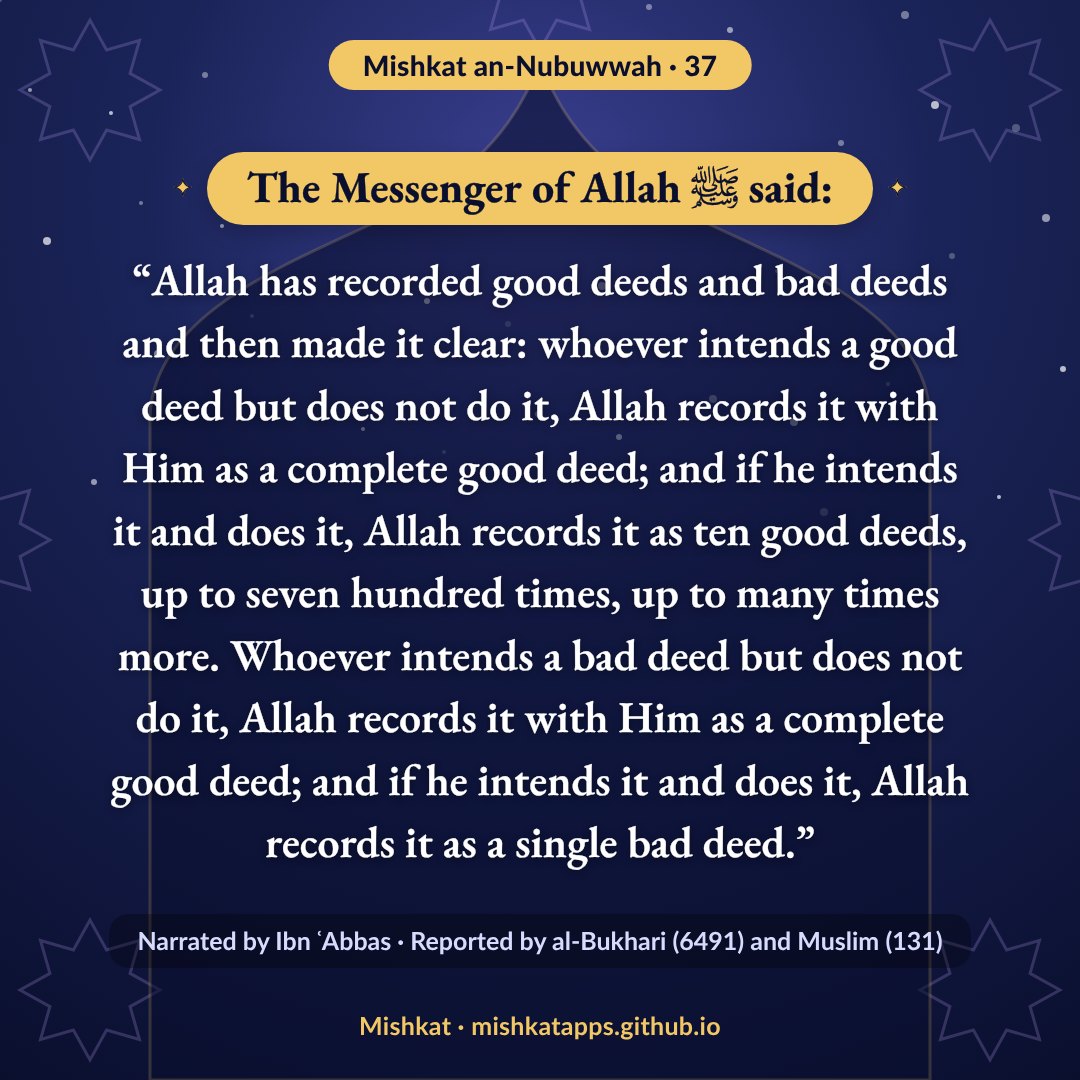 Mishkat an-Nubuwwah · 37
The Messenger of Allah ﷺ said:
“Allah has recorded good deeds and bad deeds
and then made it clear: whoever intends a good
deed but does not do it, Allah records it with
Him as a complete good deed; and if he intends
it and does it, Allah records it as ten good deeds,
up to seven hundred times, up to many times
more. Whoever intends a bad deed but does not
do it, Allah records it with Him as a complete
good deed; and if he intends it and does it, Allah
records it as a single bad deed.”
Narrated by Ibn ʿAbbas · Reported by al-Bukhari (6491) and Muslim (131)
Mishkat · mishkatapps.github.io